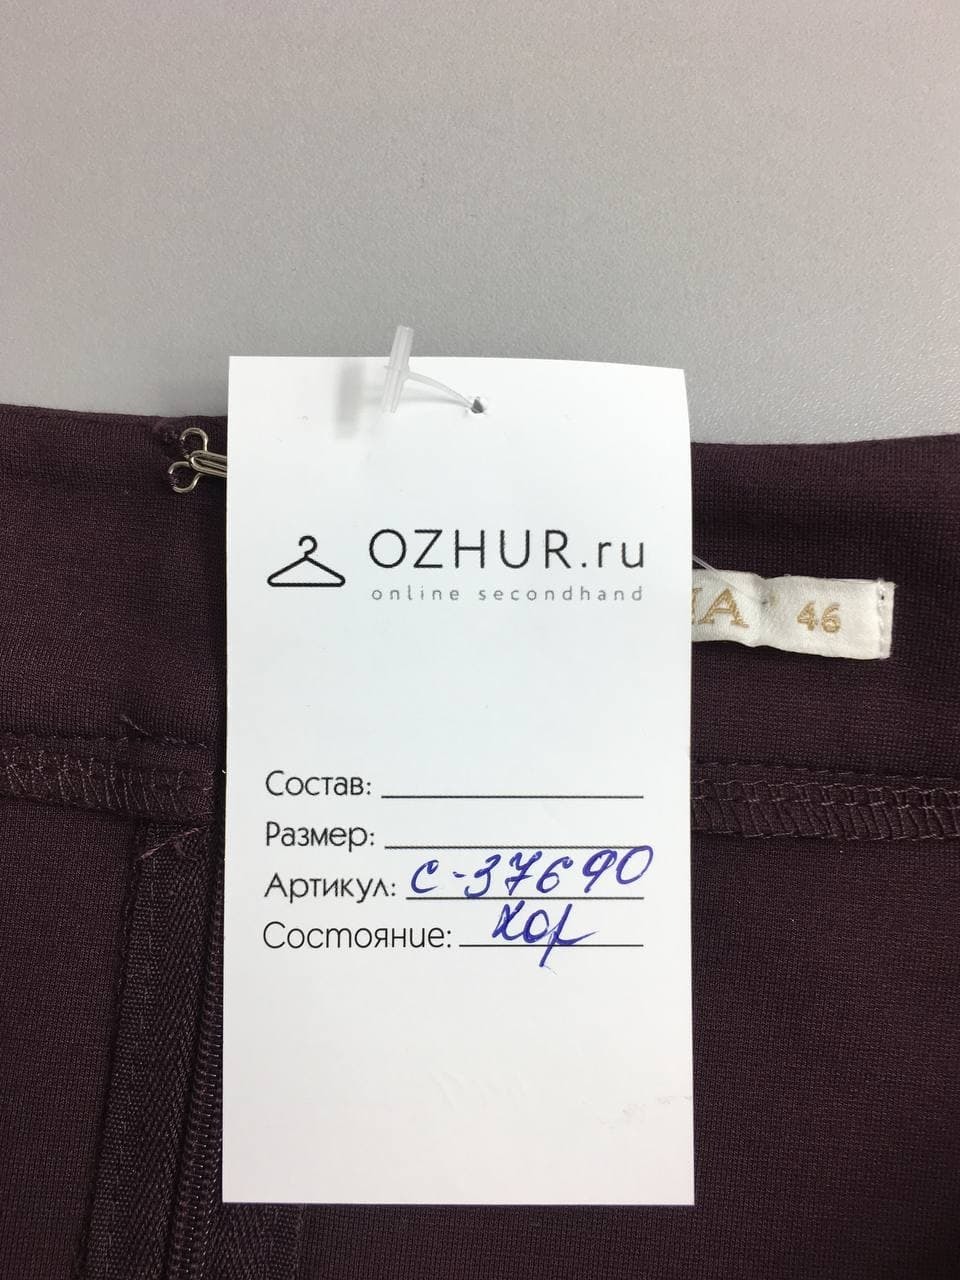 OZHUR.ru
online secondhand
46
Состав:
Размер:
Артикул: С-37690
Состояние: Хор